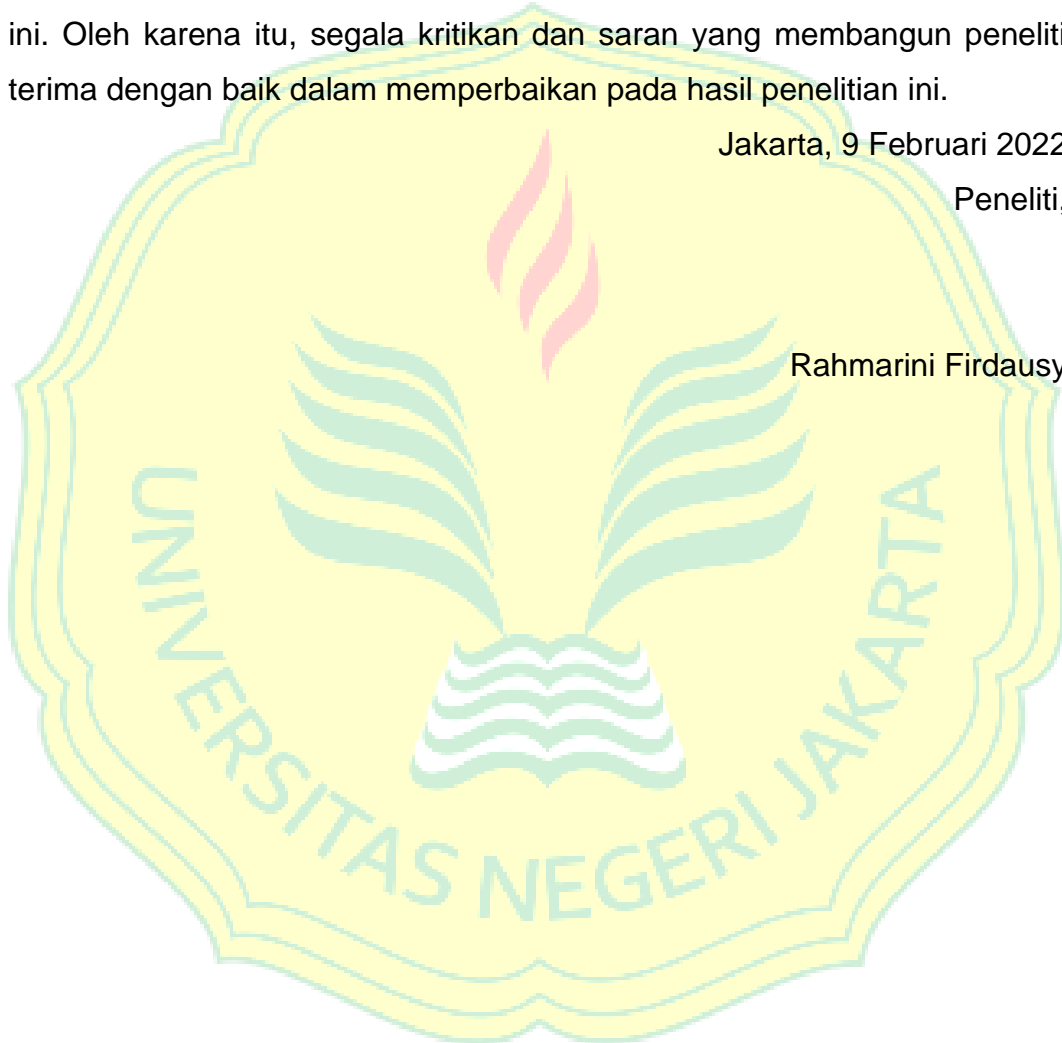 ini. Oleh karena itu, segala kritikan dan saran yang membangun peneliti
terima dengan baik dalam memperbaikan pada hasil penelitian ini.
Jakarta, 9 Februari 2022
Peneliti,
Rahmarini Firdausy
UNIVERSITAS NEGERI JAKARTA